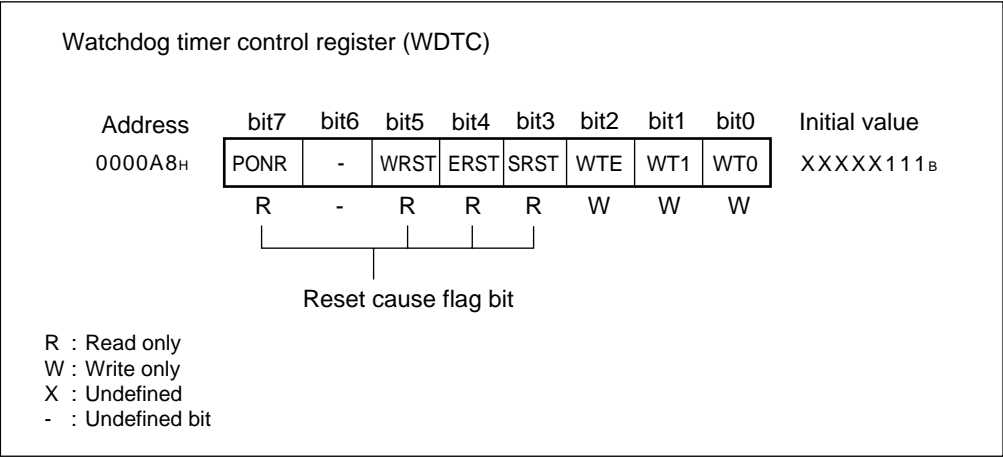 Watchdog timer control register (WDTC)
Address bit7 bit6 bit5 bit4 bit3 bit2 bit1 bit0 Initial value
0000A8H PONR - WRST ERST SRST WTE WT1 WT0 XXXXX111B
R - R R R W W W
Reset cause flag bit
R : Read only
W : Write only
X : Undefined
- : Undefined bit